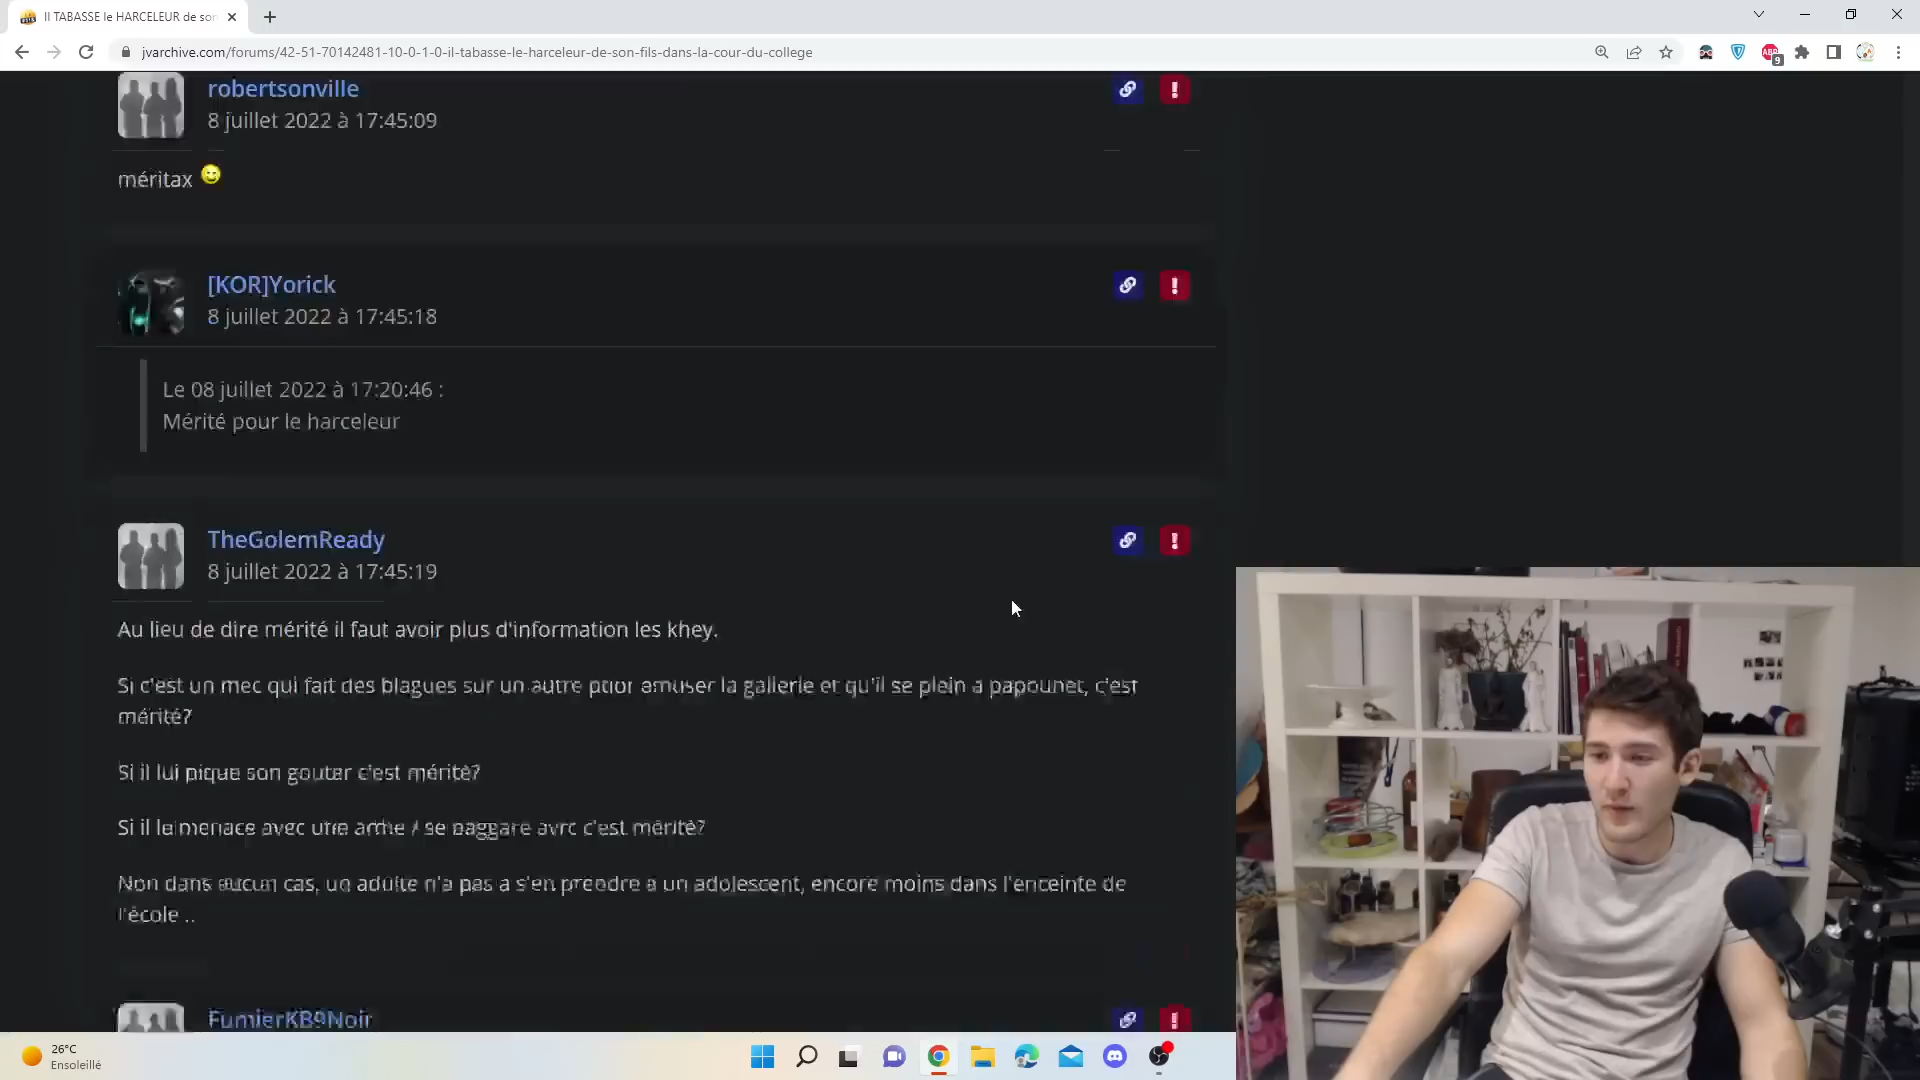 Il TABASSE le HARCELEUR de son
jvarchive.com/forums/42-51-70142481-10-0-1-0-il-tabasse-le-harceleur-de-son-fils-dans-la-cour-du-college
ABP
9
robertsonville
8 juillet 2022 à 17:45:09
méritax
[KOR]Yorick
8 juillet 2022 à 17:45:18
Le 08 juillet 2022 à 17:20:46 :
Mérité pour le harceleur
TheGolemReady
8 juillet 2022 à 17:45:19
Au lieu de dire mérité il faut avoir plus d'information les khey.
Si c'est un mec qui fait des blagues sur un autre amuser la gallerie et qu'il se plein a papounet, c'est
mérité?
Si il lui pique son gouter c'est mérité?
Si il le menace avec une arme / se c'est mérité?
Non dans aucun cas, un adulte n'a pas a s'en prendre a un adolescent, encore moins dans l'enceinte de
l'école ..
26°C
Ensoleillé